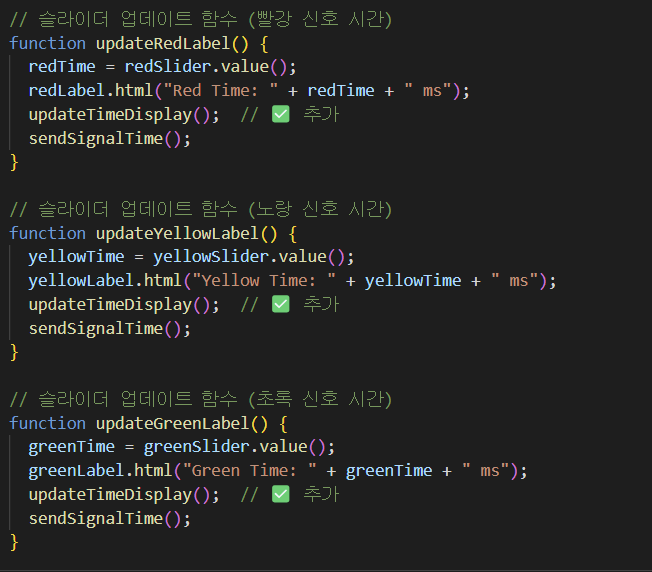 // 슬라이더 업데이트 함수 (빨강 신호 시간)
function updateRedLabel() {
  redTime = redSlider.value();
  redLabel.html("Red Time: " + redTime + " ms");
  updateTimeDisplay();  // ✅ 추가
  sendSignalTime();
}

// 슬라이더 업데이트 함수 (노랑 신호 시간)
function updateYellowLabel() {
  yellowTime = yellowSlider.value();
  yellowLabel.html("Yellow Time: " + yellowTime + " ms");
  updateTimeDisplay();  // ✅ 추가
  sendSignalTime();
}

// 슬라이더 업데이트 함수 (초록 신호 시간)
function updateGreenLabel() {
  greenTime = greenSlider.value();
  greenLabel.html("Green Time: " + greenTime + " ms");
  updateTimeDisplay();  // ✅ 추가
  sendSignalTime();
}